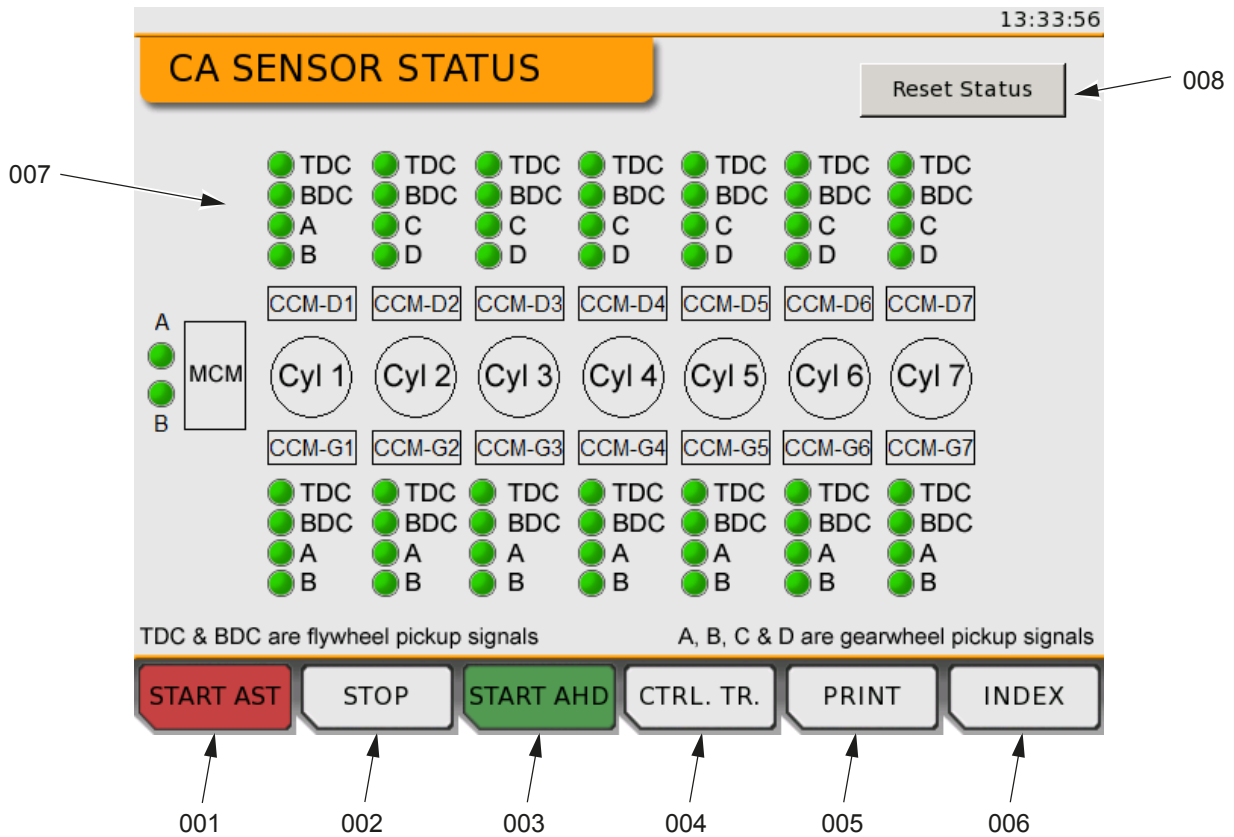 13:33:56
CA SENSOR STATUS
Reset Status
008
007
TDC TDC TDC TDC TDC TDC TDC
BDC BDC BDC BDC BDC BDC BDC
A C C C C C C
B D D D D D D
CCM-D1 CCM-D2 CCM-D3 CCM-D4 CCM-D5 CCM-D6 CCM-D7
A
MCM Cyl 1 Cyl 2 Cyl 3 Cyl 4 Cyl 5 Cyl 6 Cyl 7
B
CCM-G1 CCM-G2 CCM-G3 CCM-G4 CCM-G5 CCM-G6 CCM-G7
TDC TDC TDC TDC TDC TDC TDC
BDC BDC BDC BDC BDC BDC BDC
A A A A A A A
B B B B B B B
TDC & BDC are flywheel pickup signals A, B, C & D are gearwheel pickup signals
START AST STOP START AHD CTRL. TR. PRINT INDEX
001 002 003 004 005 006